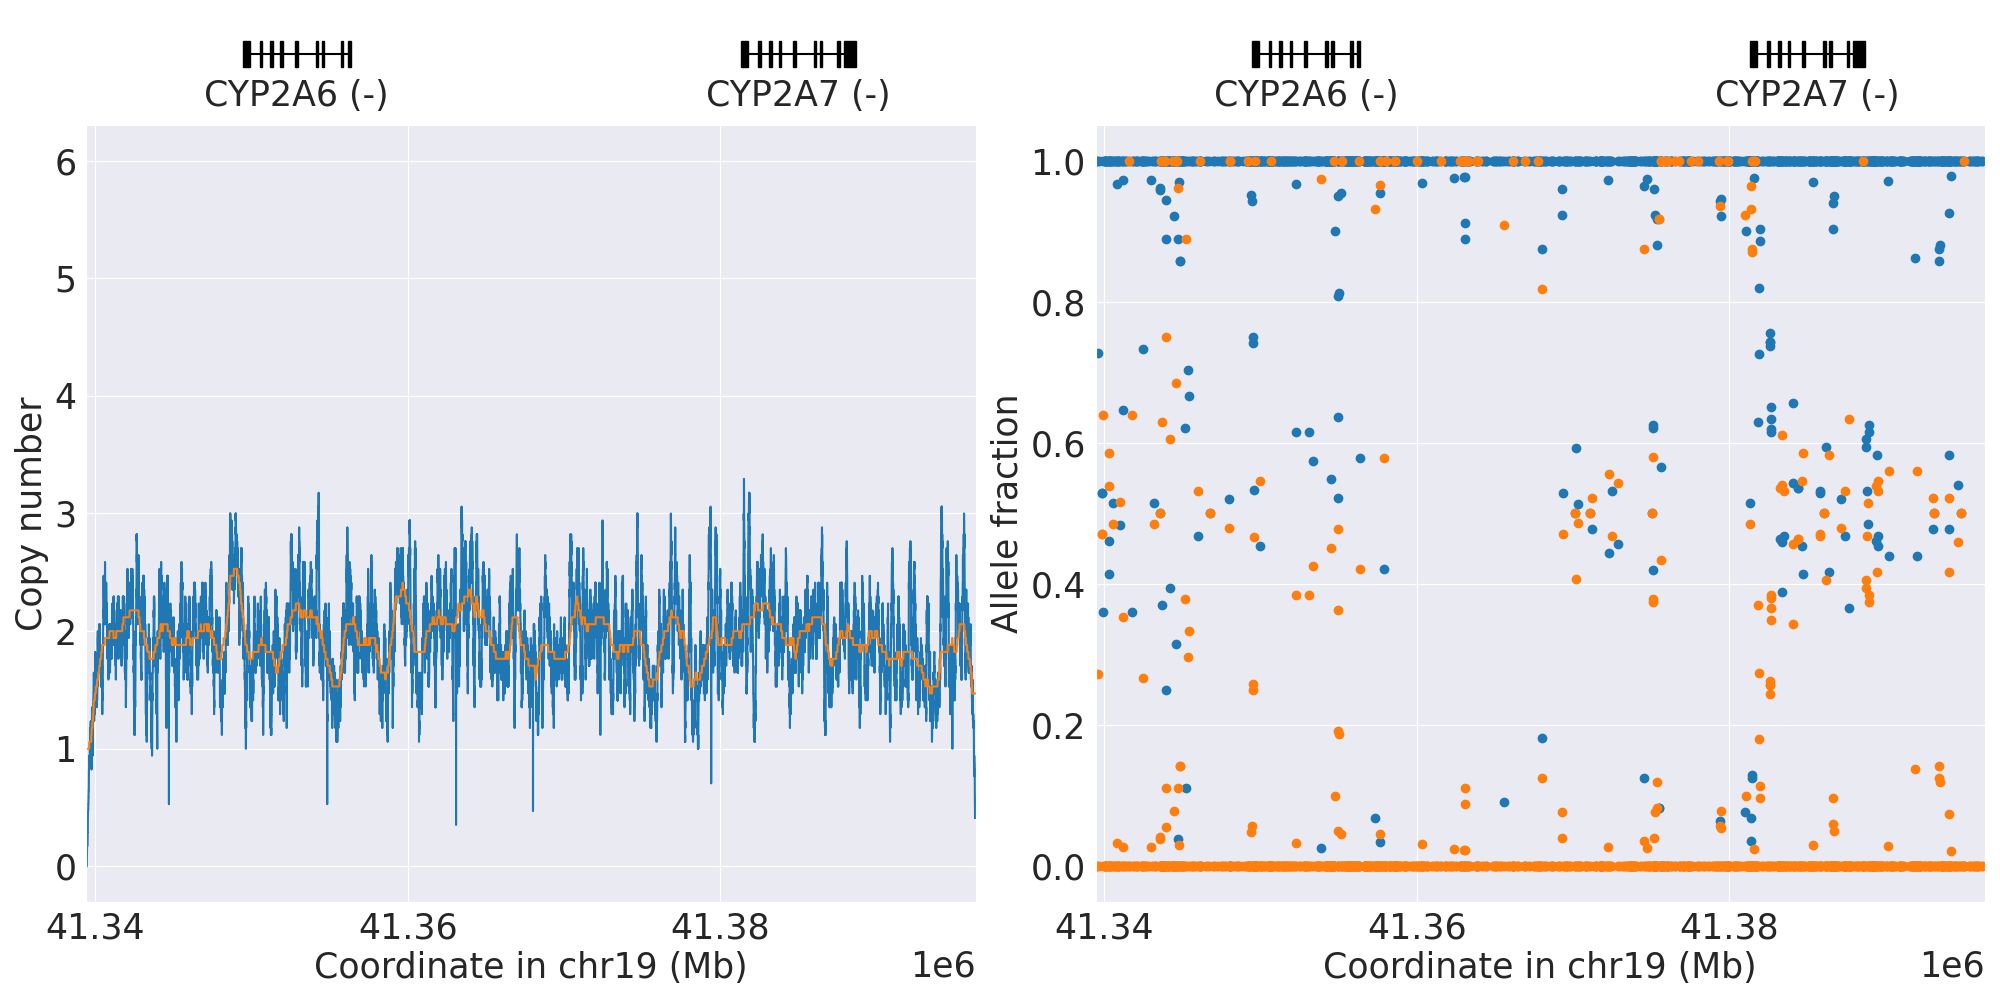 CYP2A6 (-) CYP2A7 (-)
6
5
4
3
2
1
0
Copy number
41.34 41.36 41.38
Coordinate in chr19 (Mb) 1e6
CYP2A6 (-) CYP2A7 (-)
1.0
0.8
0.6
0.4
0.2
0.0
Allele fraction
41.34 41.36 41.38
Coordinate in chr19 (Mb) 1e6